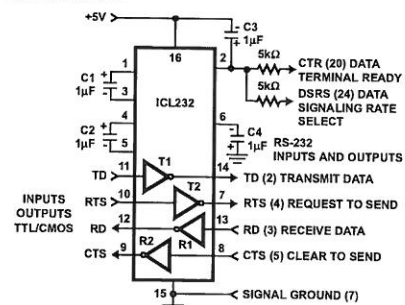 +5V
C3
1µF
16
1
2
C1
1µF
3
ICL232
4
C2
1µF
5
6
C4
1µF
5kΩ
CTR (20) DATA
TERMINAL READY
5kΩ
DSRS (24) DATA
SIGNALING RATE
SELECT
RS-232
INPUTS AND OUTPUTS
TD 11 T1 14 TD (2) TRANSMIT DATA
RTS 10 T2 7 RTS (4) REQUEST TO SEND
INPUTS
OUTPUTS
TTL/CMOS
RD 12 R1 13 RD (3) RECEIVE DATA
CTS 9 R2 8 CTS (5) CLEAR TO SEND
15 SIGNAL GROUND (7)